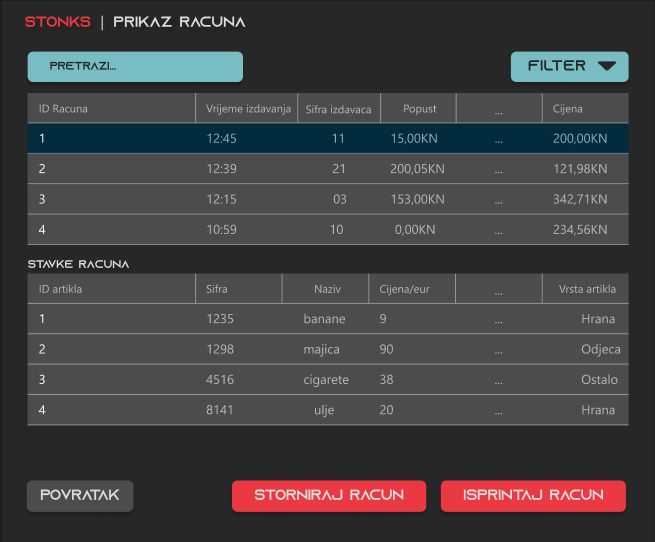 STONKS | PRIKAZ RACUNA
PRETRAZI...
FILTER
ID Racuna Vrijeme izdavanja Sifra izdavaca Popust ... Cijena
1 12:45 11 15,00KN ... 200,00KN
2 12:39 21 200,05KN ... 121,98KN
3 12:15 03 153,00KN ... 342,71KN
4 10:59 10 0,00KN ... 234,56KN
STAVKE RACUNA
ID artikla Sifra Naziv Cijena/eur ... Vrsta artikla
1 1235 banane 9 ... Hrana
2 1298 majica 90 ... Odjeca
3 4516 cigarete 38 ... Ostalo
4 8141 ulje 20 ... Hrana
POVRATAK STORNIRAJ RACUN ISPRINTAJ RACUN